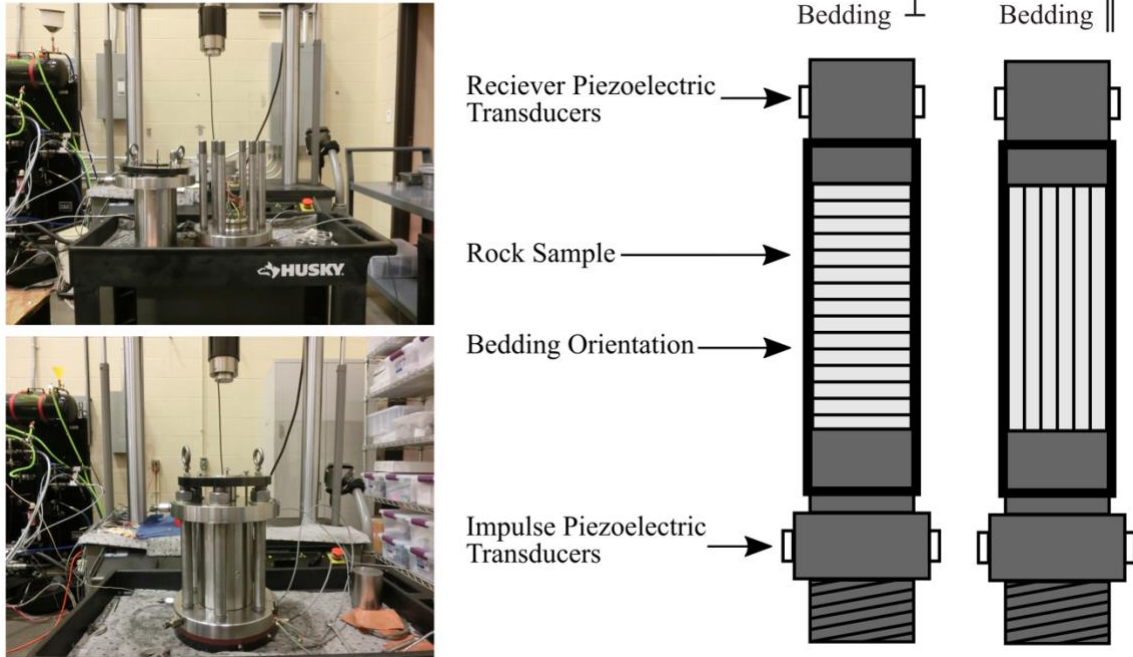 HUSKY
Bedding ⊥
Bedding ||
Reciever Piezoelectric
Transducers
Rock Sample
Bedding Orientation
Impulse Piezoelectric
Transducers